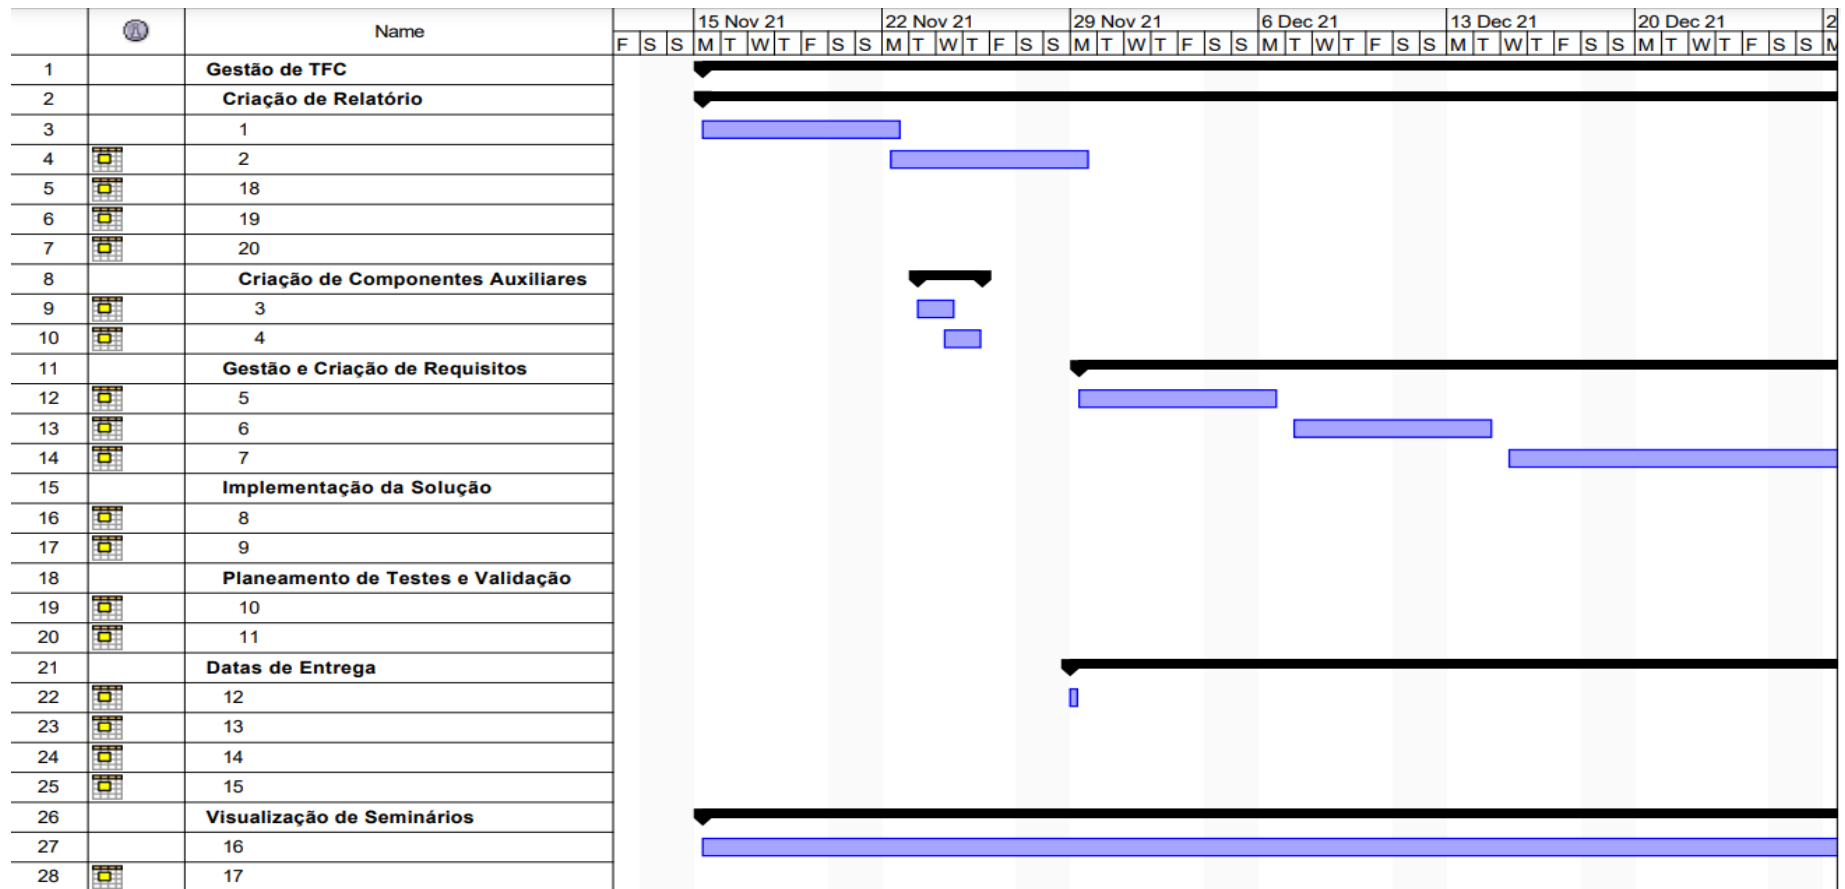 Name
15 Nov 21 22 Nov 21 29 Nov 21 6 Dec 21 13 Dec 21 20 Dec 21 2
F S S M T W T F S S M T W T F S S M T W T F S S M T W T F S S M T W T F S S M T W T F S S M
1 Gestão de TFC
2 Criação de Relatório
3 1
4 2
5 18
6 19
7 20
8 Criação de Componentes Auxiliares
9 3
10 4
11 Gestão e Criação de Requisitos
12 5
13 6
14 7
15 Implementação da Solução
16 8
17 9
18 Planeamento de Testes e Validação
19 10
20 11
21 Datas de Entrega
22 12
23 13
24 14
25 15
26 Visualização de Seminários
27 16
28 17